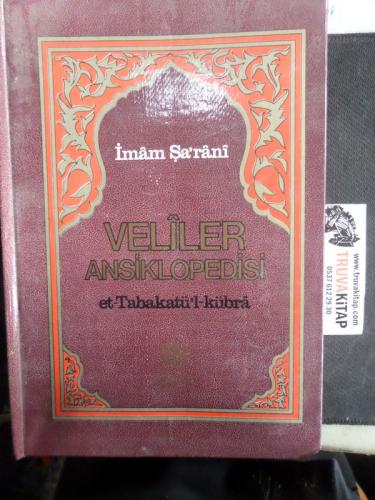 İmâm Şa'rânî
VELÎLER
ANSİKLOPEDİSİ
et-Tabakatü'l-kübrâ
www.truvakitap.com
0537 612 29 30
TRUVAKİTAP